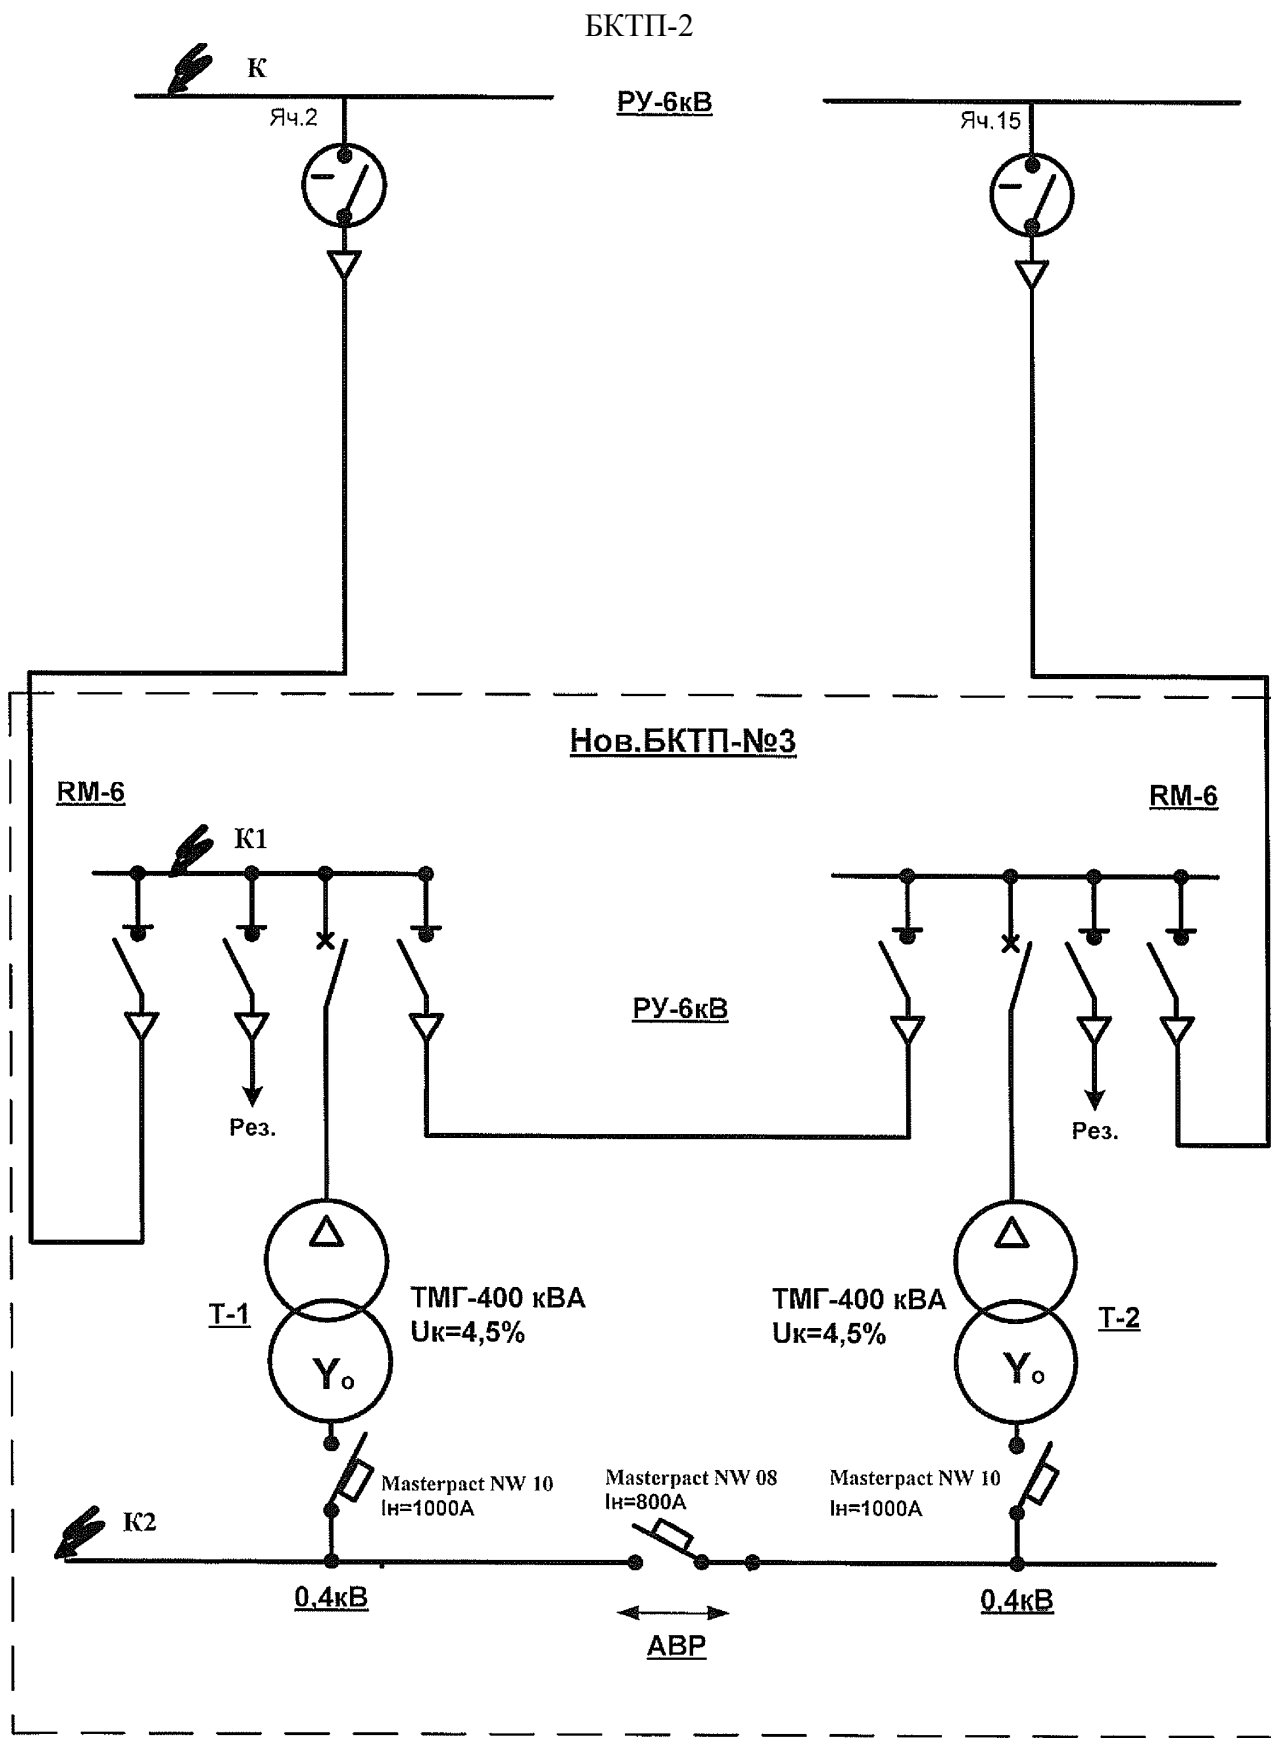 БКТП-2
К
РУ-6кВ
Яч.2
Яч.15
Нов.БКТП-№3
RM-6
RM-6
К1
РУ-6кВ
Рез.
Рез.
Т-1
ТМГ-400 кВА
Uк=4,5%
ТМГ-400 кВА
Uк=4,5%
Т-2
Yо
Yо
Masterpact NW 10
Iн=1000А
Masterpact NW 08
Iн=800А
Masterpact NW 10
Iн=1000А
К2
0,4кВ
0,4кВ
АВР